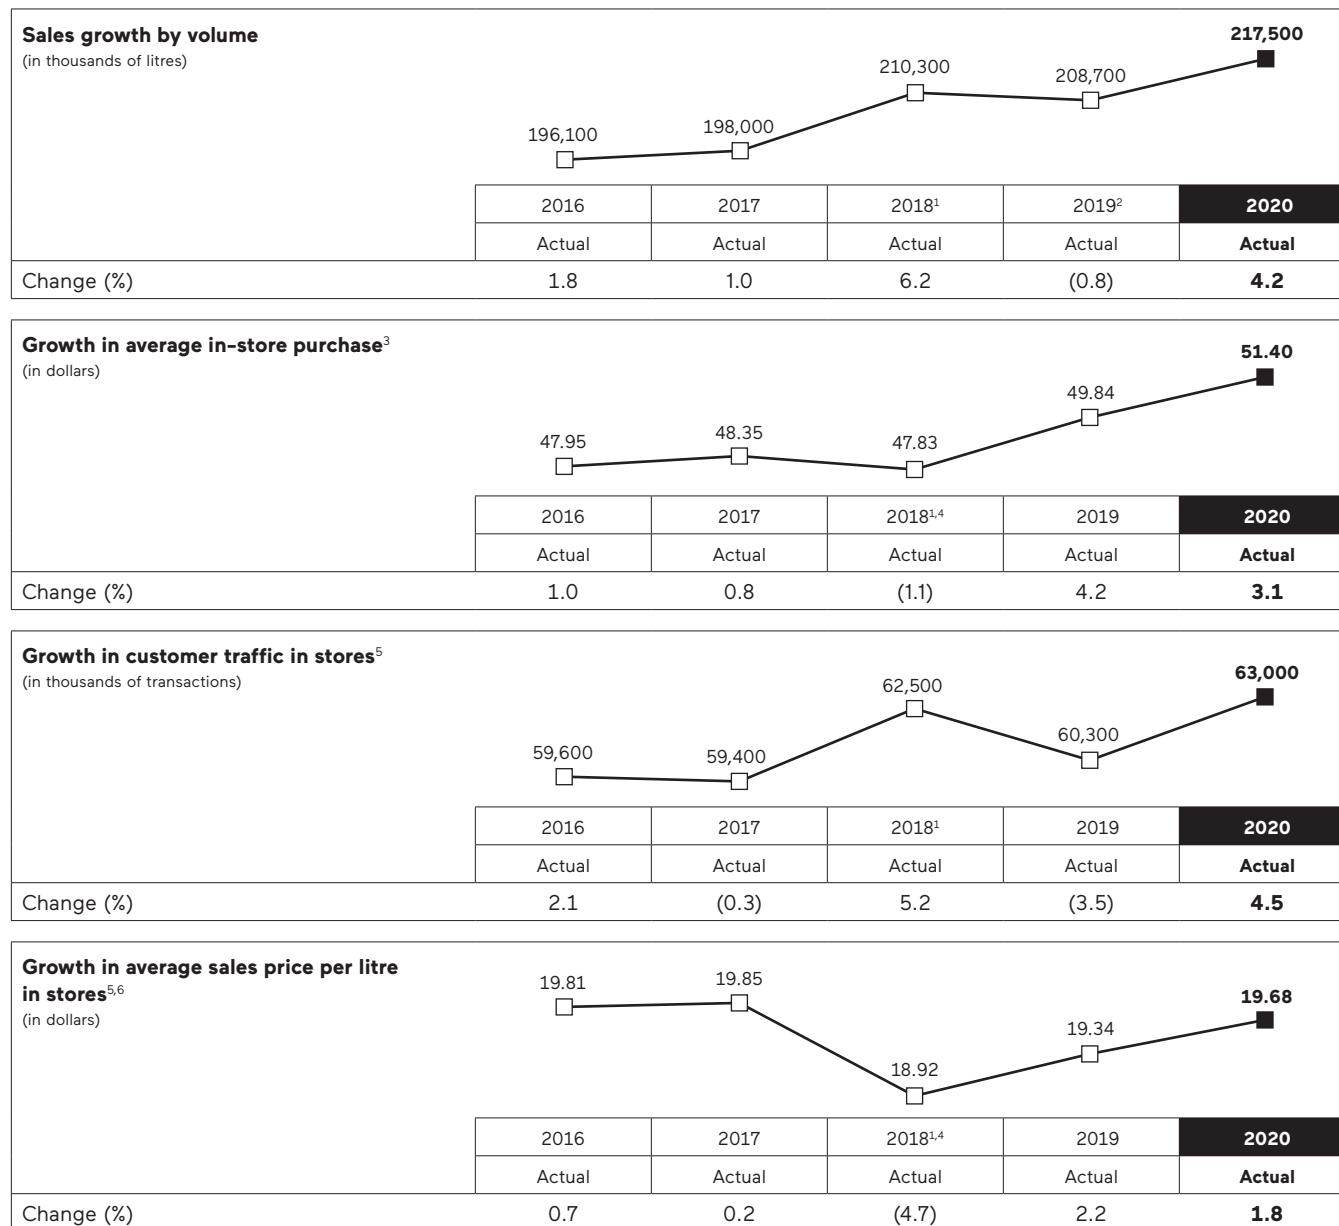 Sales growth by volume
(in thousands of litres)
196,100 198,000 210,300 208,700 217,500
2016 2017 2018¹ 2019² 2020
Actual Actual Actual Actual Actual
Change (%) 1.8 1.0 6.2 (0.8) 4.2
Growth in average in-store purchase³
(in dollars)
47.95 48.35 47.83 49.84 51.40
2016 2017 2018¹,⁴ 2019 2020
Actual Actual Actual Actual Actual
Change (%) 1.0 0.8 (1.1) 4.2 3.1
Growth in customer traffic in stores⁵
(in thousands of transactions)
59,600 59,400 62,500 60,300 63,000
2016 2017 2018¹ 2019 2020
Actual Actual Actual Actual Actual
Change (%) 2.1 (0.3) 5.2 (3.5) 4.5
Growth in average sales price per litre
in stores⁵,⁶
(in dollars)
19.81 19.85 18.92 19.34 19.68
2016 2017 2018¹,⁴ 2019 2020
Actual Actual Actual Actual Actual
Change (%) 0.7 0.2 (4.7) 2.2 1.8